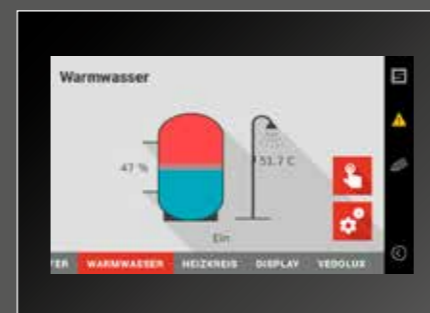 Warmwasser
47 %
51.7 C
Ein
WARMWASSER HEIZKREIS DISPLAY VEDOLUX